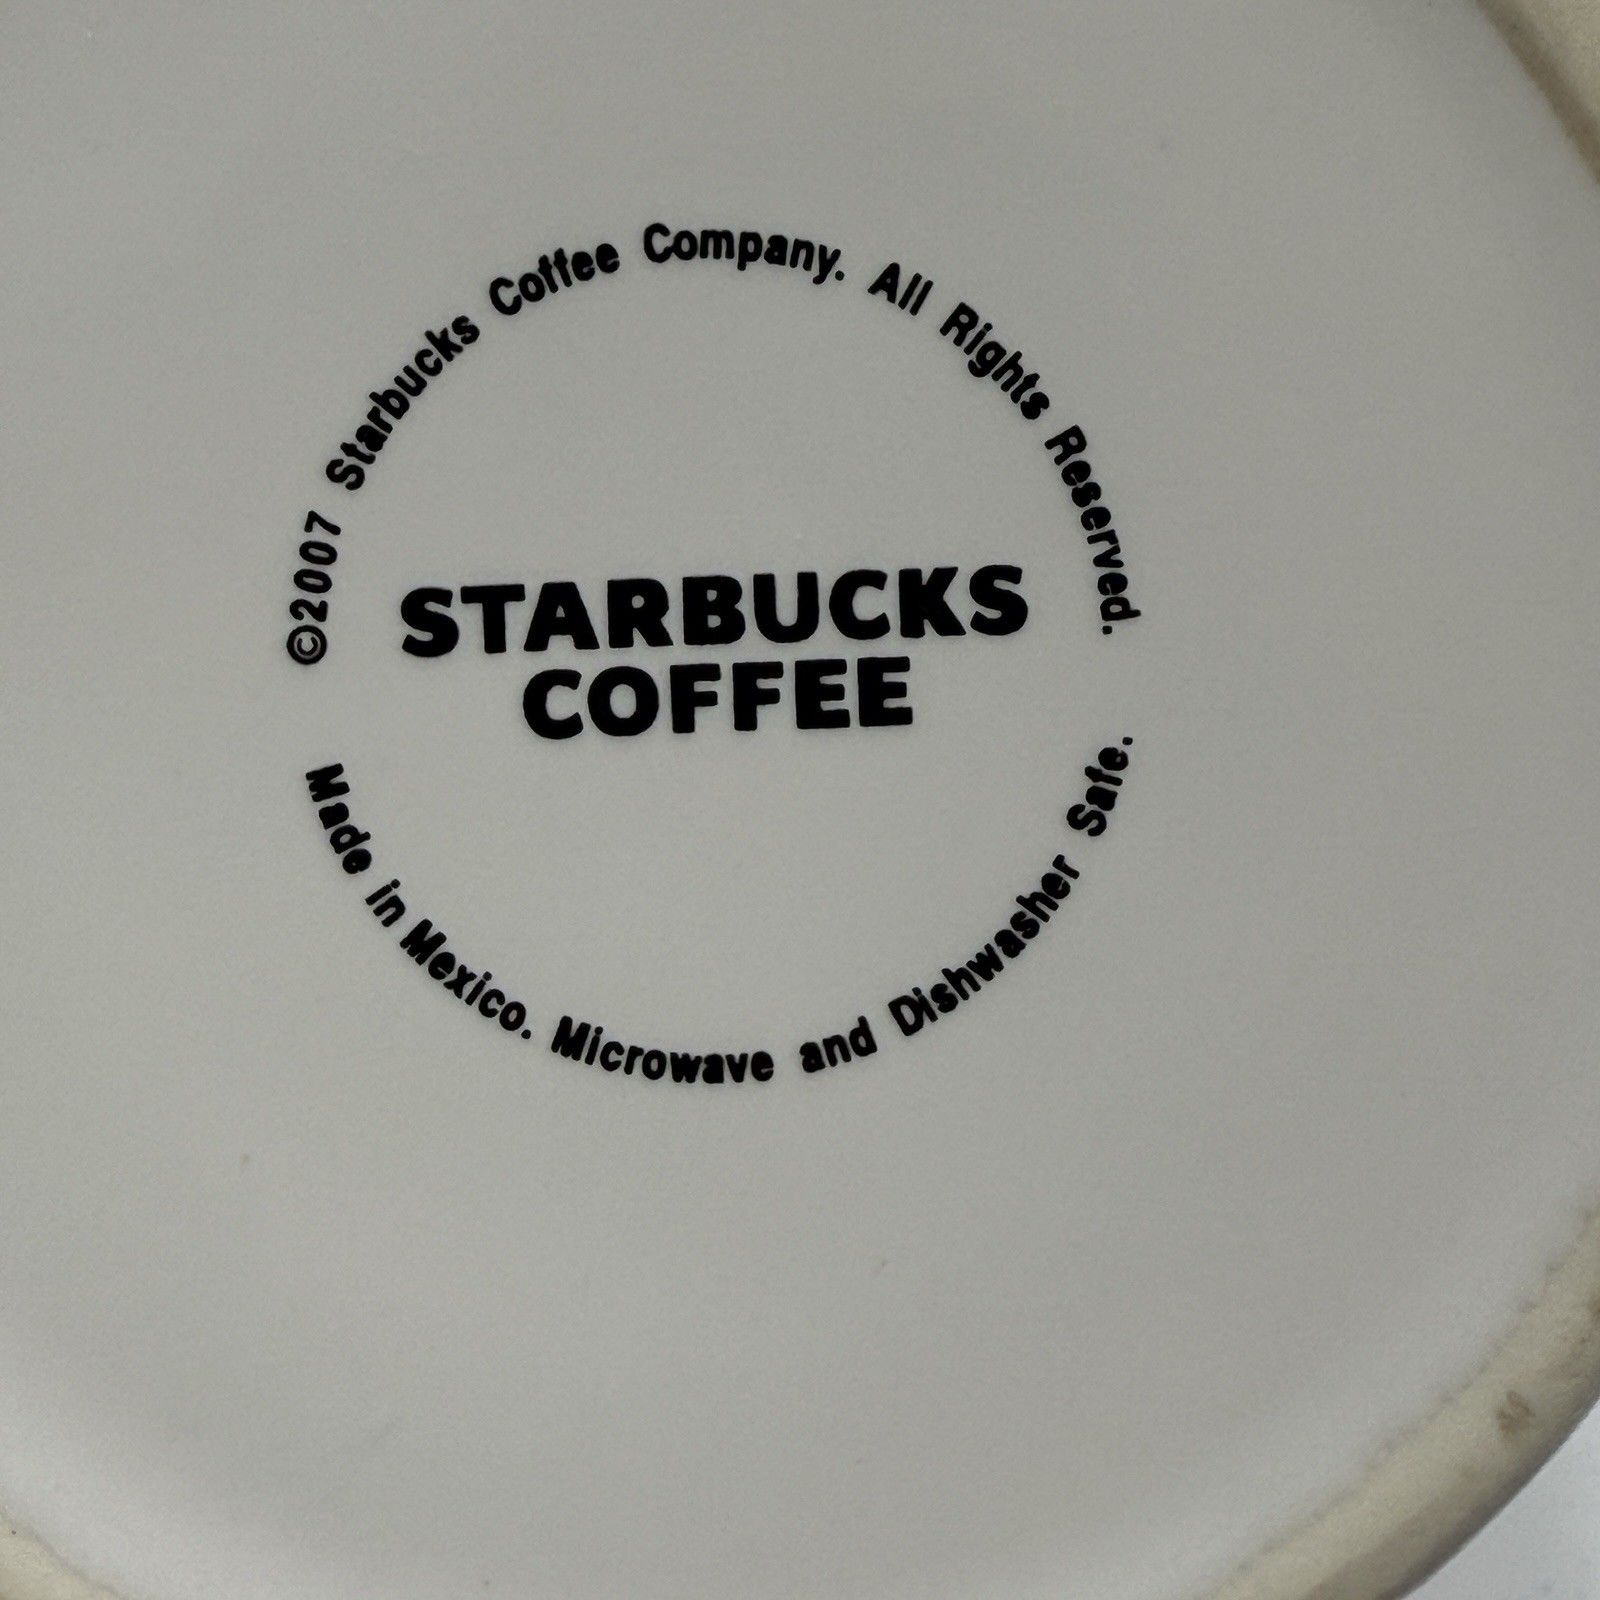 ©2007 Starbucks Coffee Company. All Rights Reserved.
STARBUCKS
COFFEE
Made in Mexico. Microwave and Dishwasher Safe.